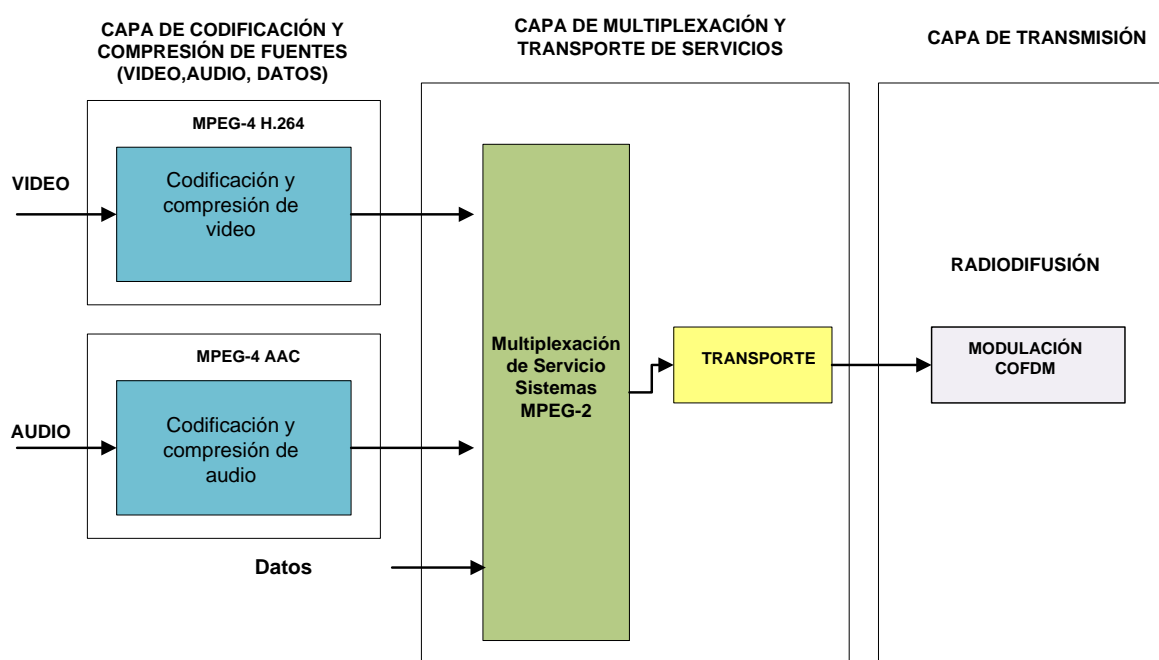 CAPA DE CODIFICACIÓN Y
COMPRESIÓN DE FUENTES
(VIDEO,AUDIO, DATOS)
CAPA DE MULTIPLEXACIÓN Y
TRANSPORTE DE SERVICIOS
CAPA DE TRANSMISIÓN
MPEG-4 H.264
VIDEO
Codificación y
compresión de
video
MPEG-4 AAC
AUDIO
Codificación y
compresión de
audio
Datos
Multiplexación
de Servicio
Sistemas
MPEG-2
TRANSPORTE
RADIODIFUSIÓN
MODULACIÓN
COFDM